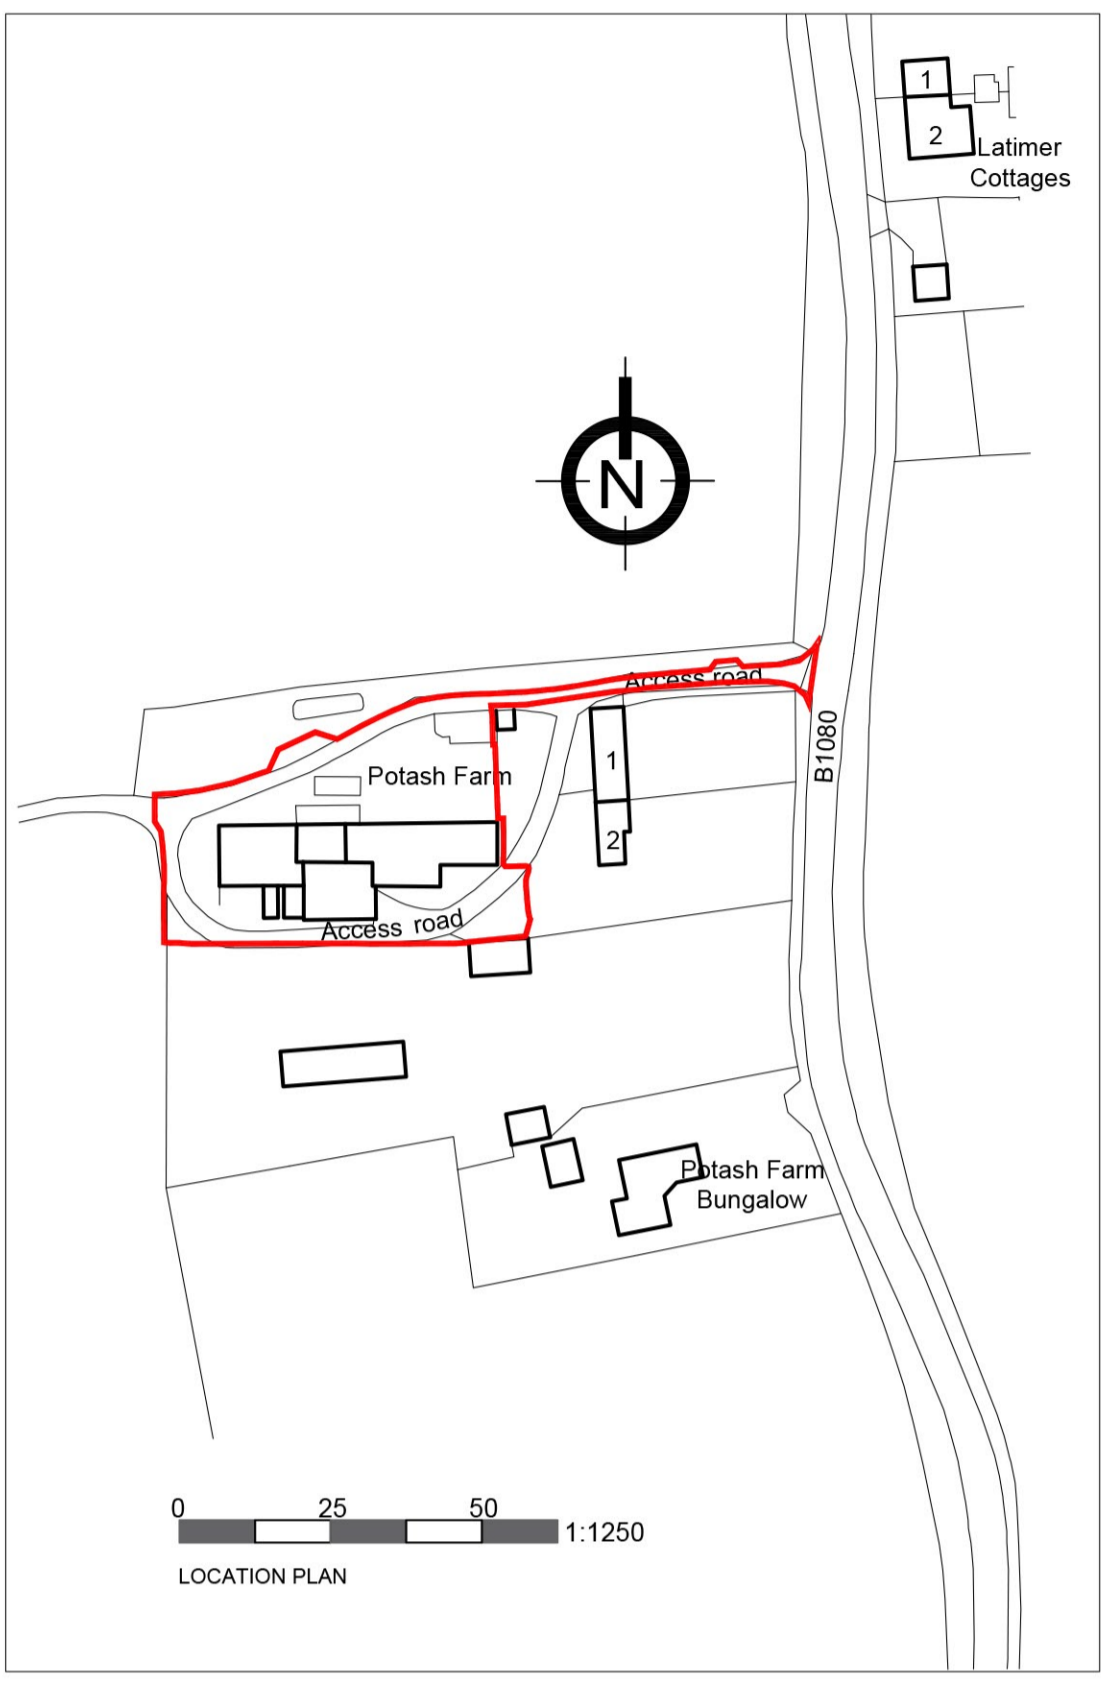 1
2
Latimer
Cottages
N
Access road
B1080
1
Potash Farm
2
Access road
Potash Farm
Bungalow
0 25 50
1:1250
LOCATION PLAN